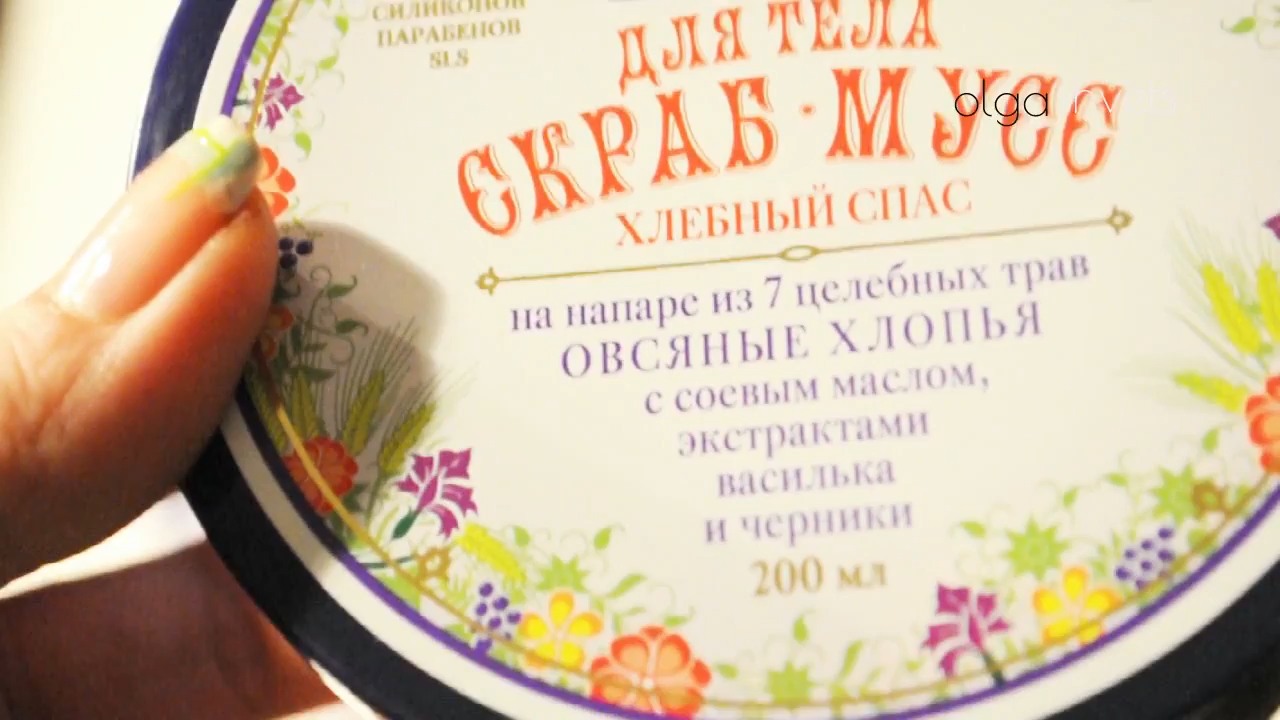 СИЛИКОНОВ
ПАРАБЕНОВ
SLS
ДЛЯ ТЕЛА
СКРАБ·МУСС
olga
ХЛЕБНЫЙ СПАС
на напаре из 7 целебных трав
ОВСЯНЫЕ ХЛОПЬЯ
с соевым маслом,
экстрактами
василька
и черники
200 мл